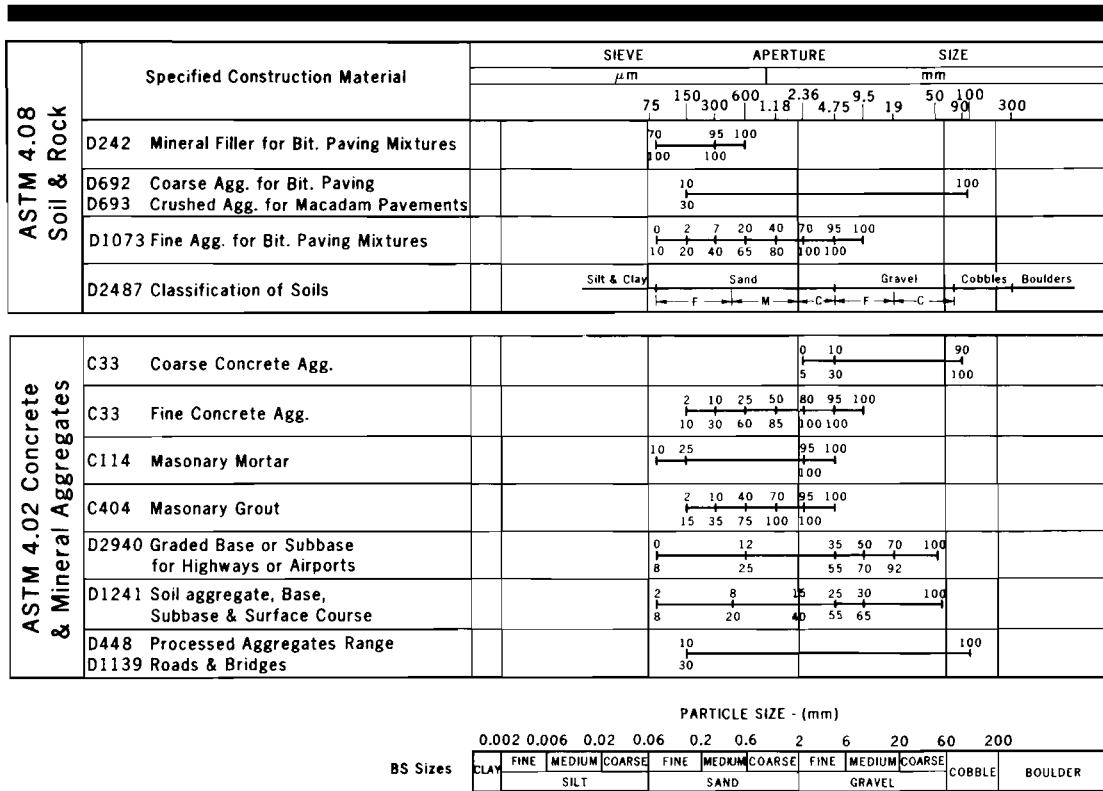 SIEVE APERTURE SIZE
Specified Construction Material
μm mm
150 600 2.36 9.5 50 100
75 300 1.18 4.75 19 90 300
ASTM 4.08
Soil & Rock
70 95 100
D242 Mineral Filler for Bit. Paving Mixtures
100 100
D692 Coarse Agg. for Bit. Paving
10 100
D693 Crushed Agg. for Macadam Pavements
30
0 2 7 20 40 70 95 100
D1073 Fine Agg. for Bit. Paving Mixtures
10 20 40 65 80 100 100
Silt & Clay Sand Gravel Cobbles Boulders
D2487 Classification of Soils
F M C F C
ASTM 4.02 Concrete
& Mineral Aggregates
0 10 90
C33 Coarse Concrete Agg.
5 30 100
2 10 25 50 80 95 100
C33 Fine Concrete Agg.
10 30 60 85 100 100
10 25 95 100
C114 Masonary Mortar
100
2 10 40 70 95 100
C404 Masonary Grout
15 35 75 100 100
0 12 35 50 70 100
D2940 Graded Base or Subbase
for Highways or Airports
8 25 55 70 92
D1241 Soil aggregate, Base,
2 8 15 25 30 100
Subbase & Surface Course
8 20 40 55 65
D448 Processed Aggregates Range
10 100
D1139 Roads & Bridges
30
PARTICLE SIZE - (mm)
0.002 0.006 0.02 0.06 0.2 0.6 2 6 20 60 200
BS Sizes
CLAY FINE MEDIUM COARSE FINE MEDIUM COARSE FINE MEDIUM COARSE COBBLE BOULDER
SILT SAND GRAVEL